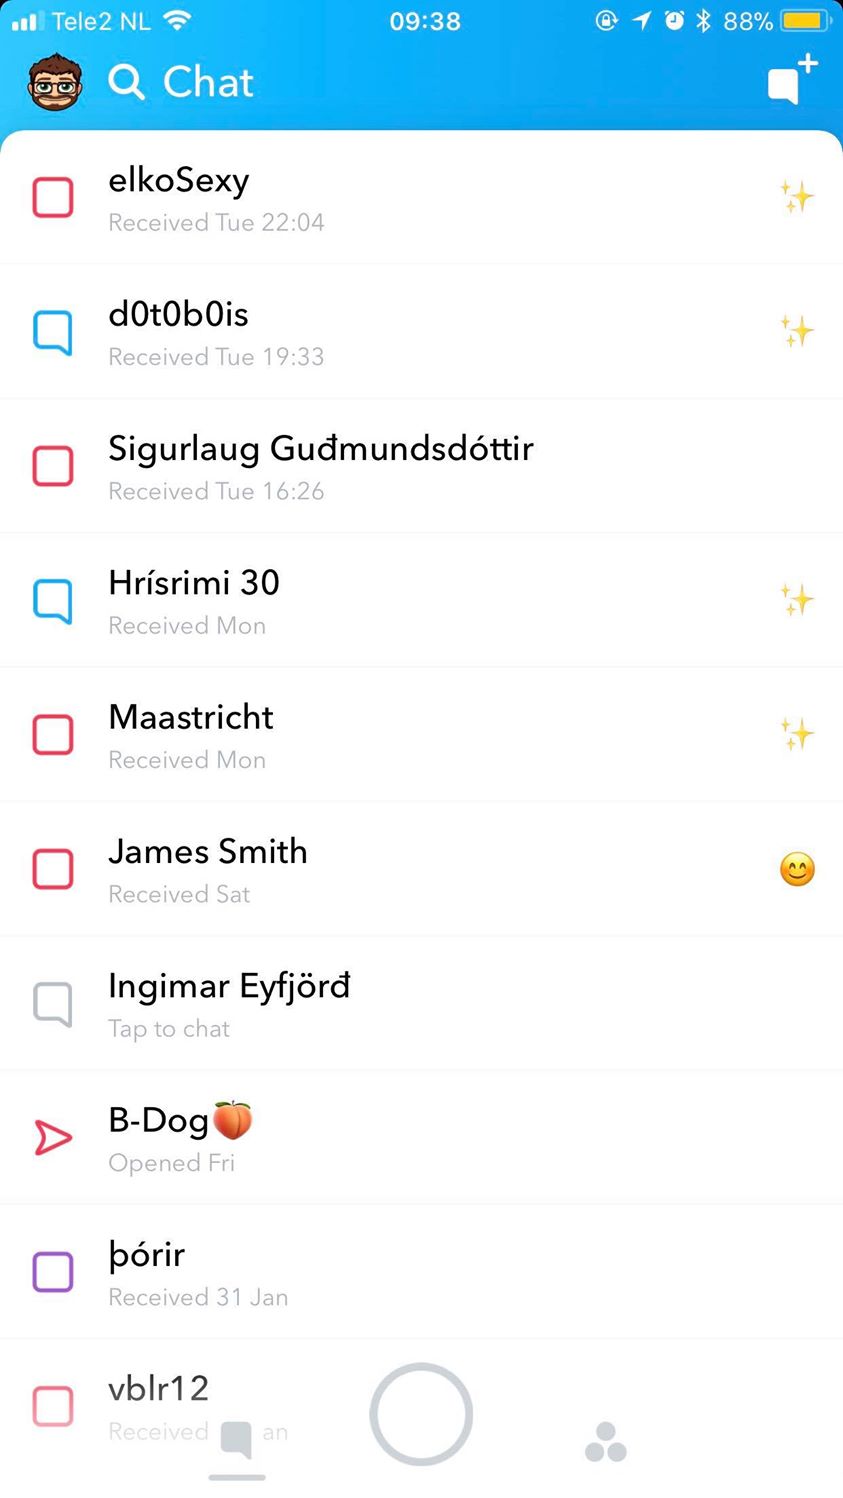 Tele2 NL 09:38 88%
Chat
elkoSexy
Received Tue 22:04
d0t0b0is
Received Tue 19:33
Sigurlaug Guđmundsdóttir
Received Tue 16:26
Hrísrimi 30
Received Mon
Maastricht
Received Mon
James Smith
Received Sat
Ingimar Eyfjörđ
Tap to chat
B-Dog🍑
Opened Fri
þórir
Received 31 Jan
vblr12
Received